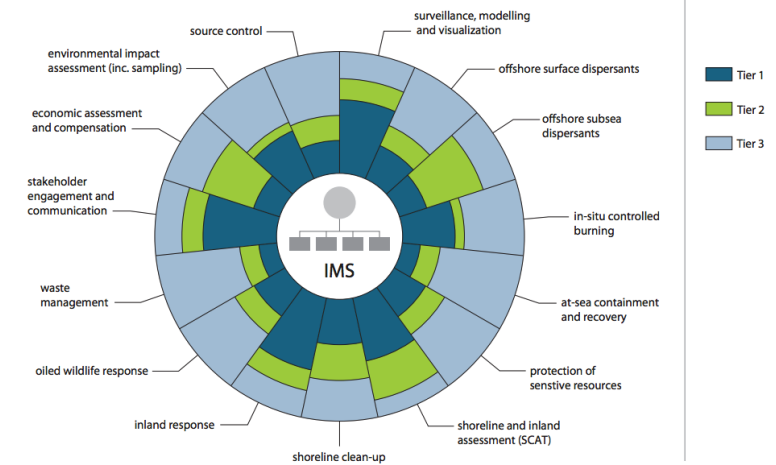 surveillance, modelling
and visualization
offshore surface dispersants
offshore subsea
dispersants
in-situ controlled
burning
at-sea containment
and recovery
protection of
senstive resources
shoreline and inland
assessment (SCAT)
shoreline clean-up
inland response
oiled wildlife response
waste
management
stakeholder
engagement and
communication
economic assessment
and compensation
environmental impact
assessment (inc. sampling)
source control
IMS
Tier 1
Tier 2
Tier 3